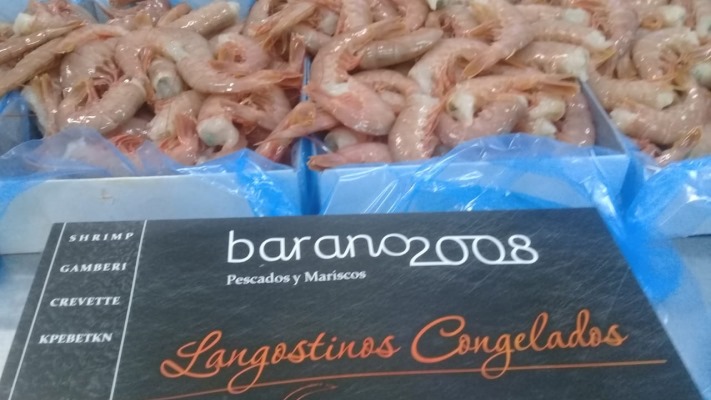 SHRIMP
GAMBERI
CREVETTE
КРЕВЕТКИ
barano2008
Pescados y Mariscos
Langostinos Congelados